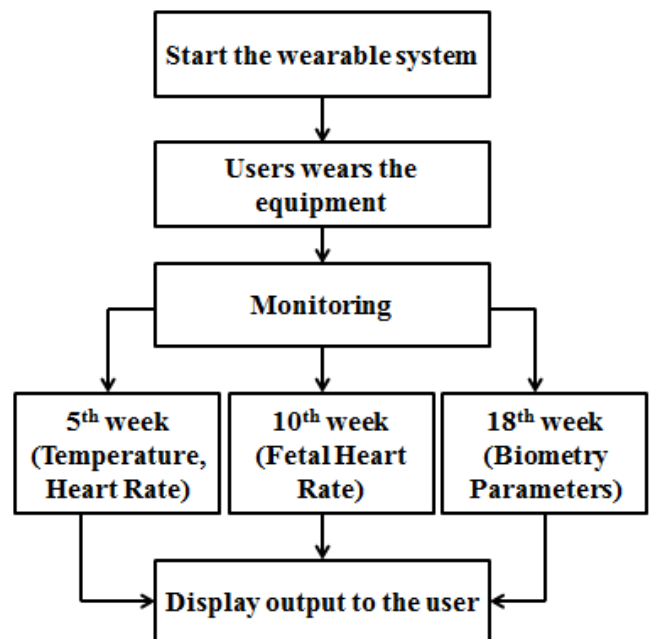 Start the wearable system
Users wears the
equipment
Monitoring
5th week
(Temperature,
Heart Rate)
10th week
(Fetal Heart
Rate)
18th week
(Biometry
Parameters)
Display output to the user